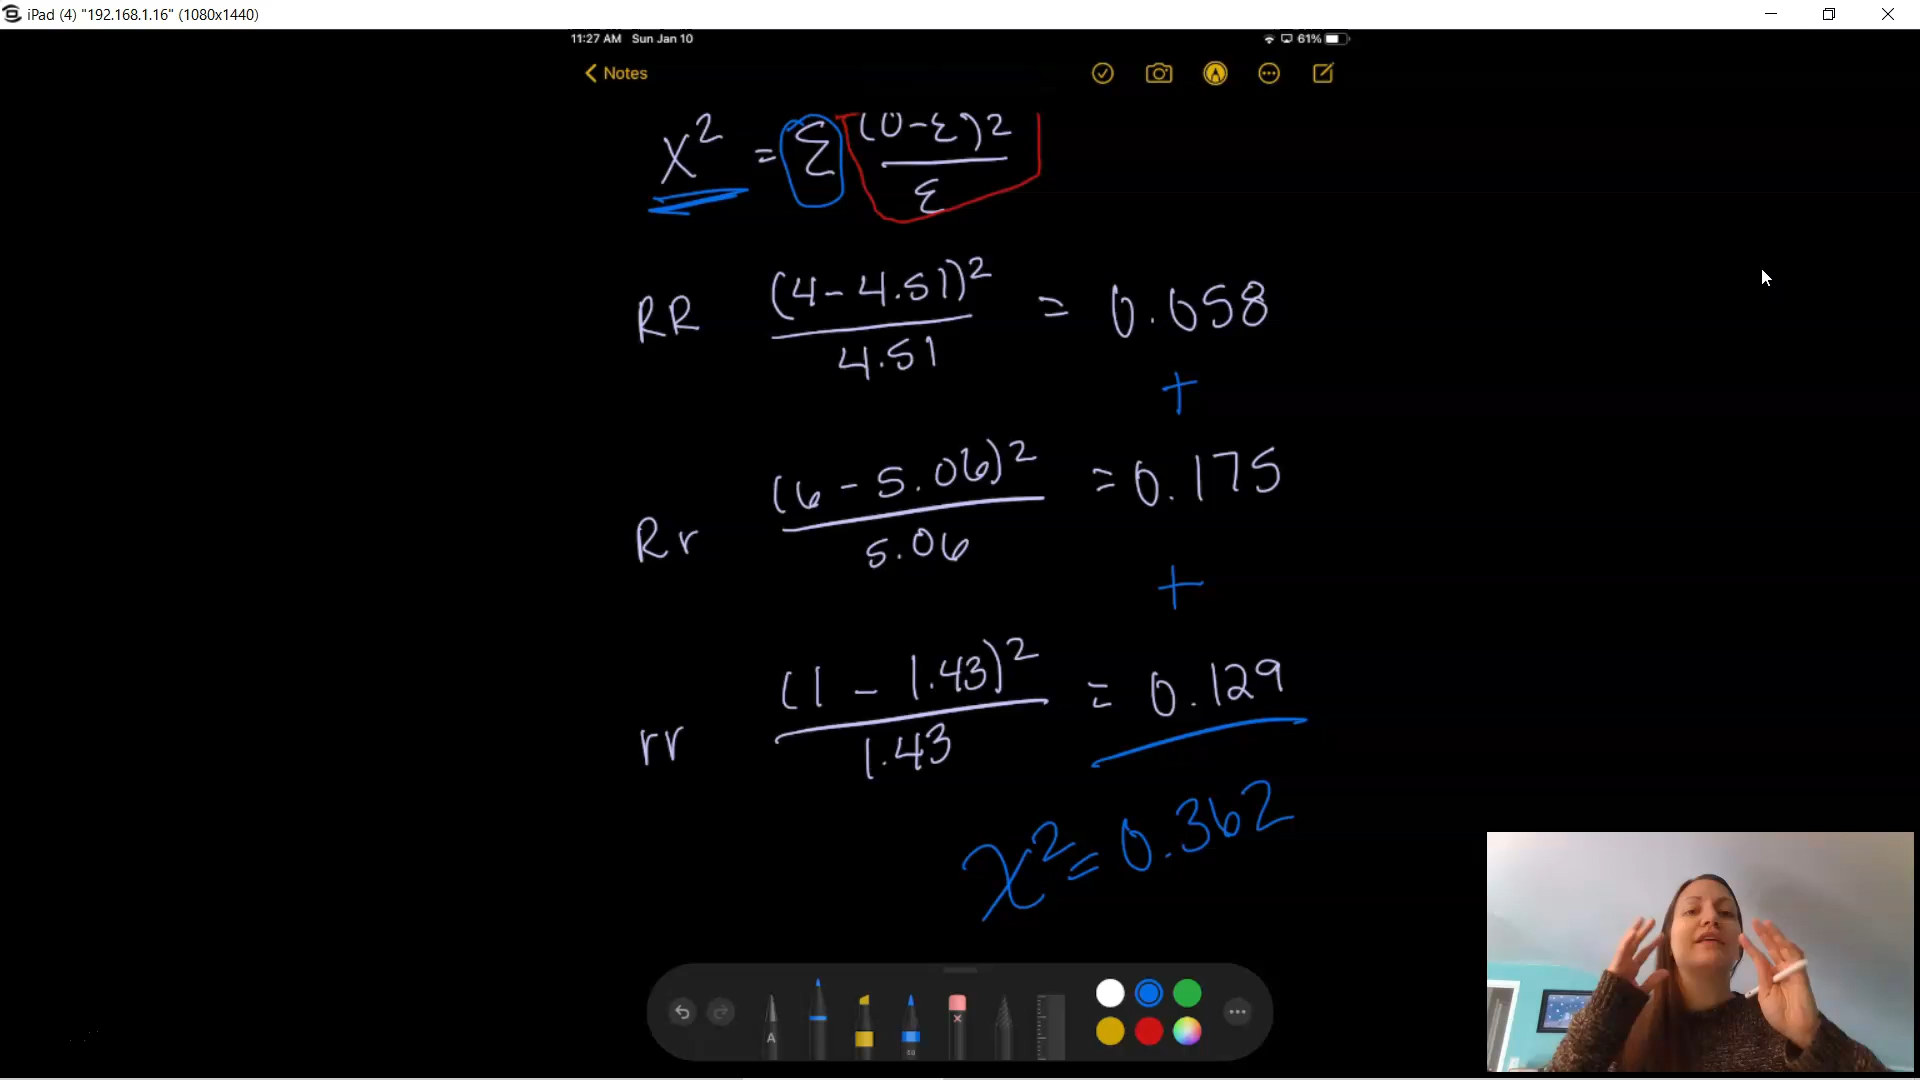 iPad (4) "192.168.1.16" (1080x1440)
11:27 AM Sun Jan 10 61%
Notes
X² = Σ (O-E)² / E
RR (4-4.51)² / 4.51 = 0.058
+
Rr (6-5.06)² / 5.06 = 0.175
+
rr (1-1.43)² / 1.43 = 0.129
χ² = 0.362
A